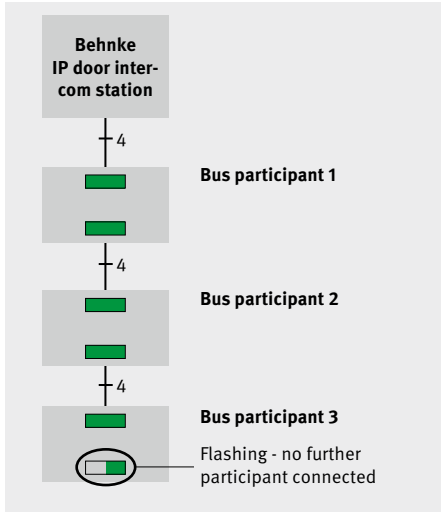 Behnke
IP door inter-
com station
4
Bus participant 1
4
Bus participant 2
4
Bus participant 3
Flashing - no further
participant connected